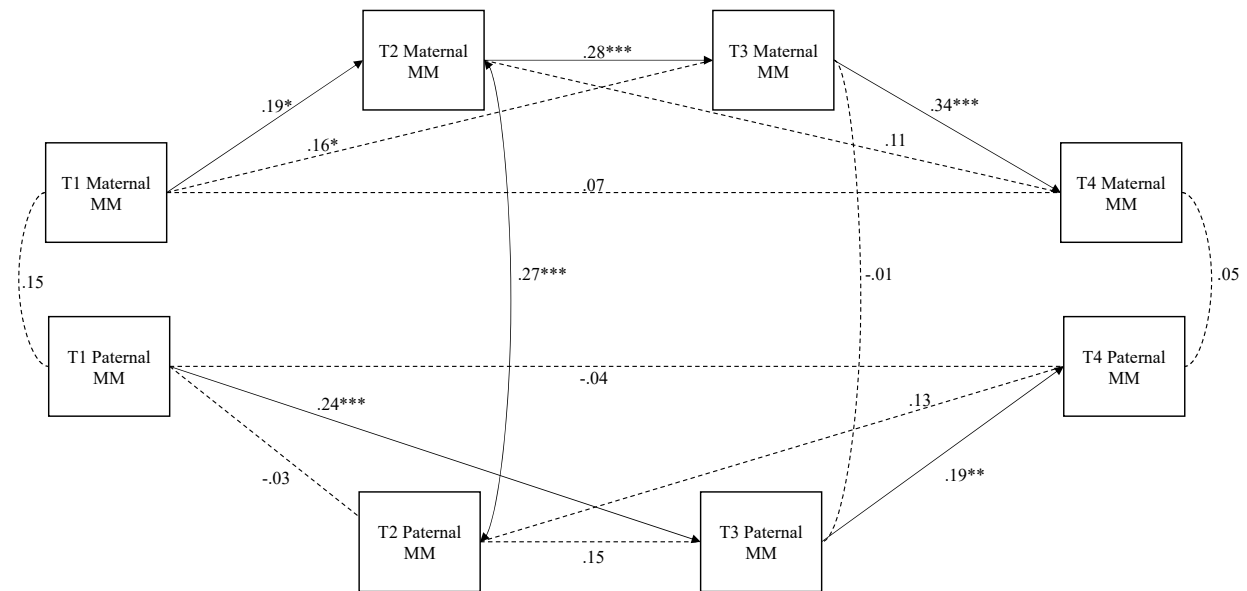 T2 Maternal
MM
.28***
T3 Maternal
MM
.19*
.34***
.16*
.11
T1 Maternal
MM
.07
T4 Maternal
MM
.15
.27***
-.01
.05
T1 Paternal
MM
T4 Paternal
MM
-.04
.24***
.13
-.03
.19**
T2 Paternal
MM
.15
T3 Paternal
MM